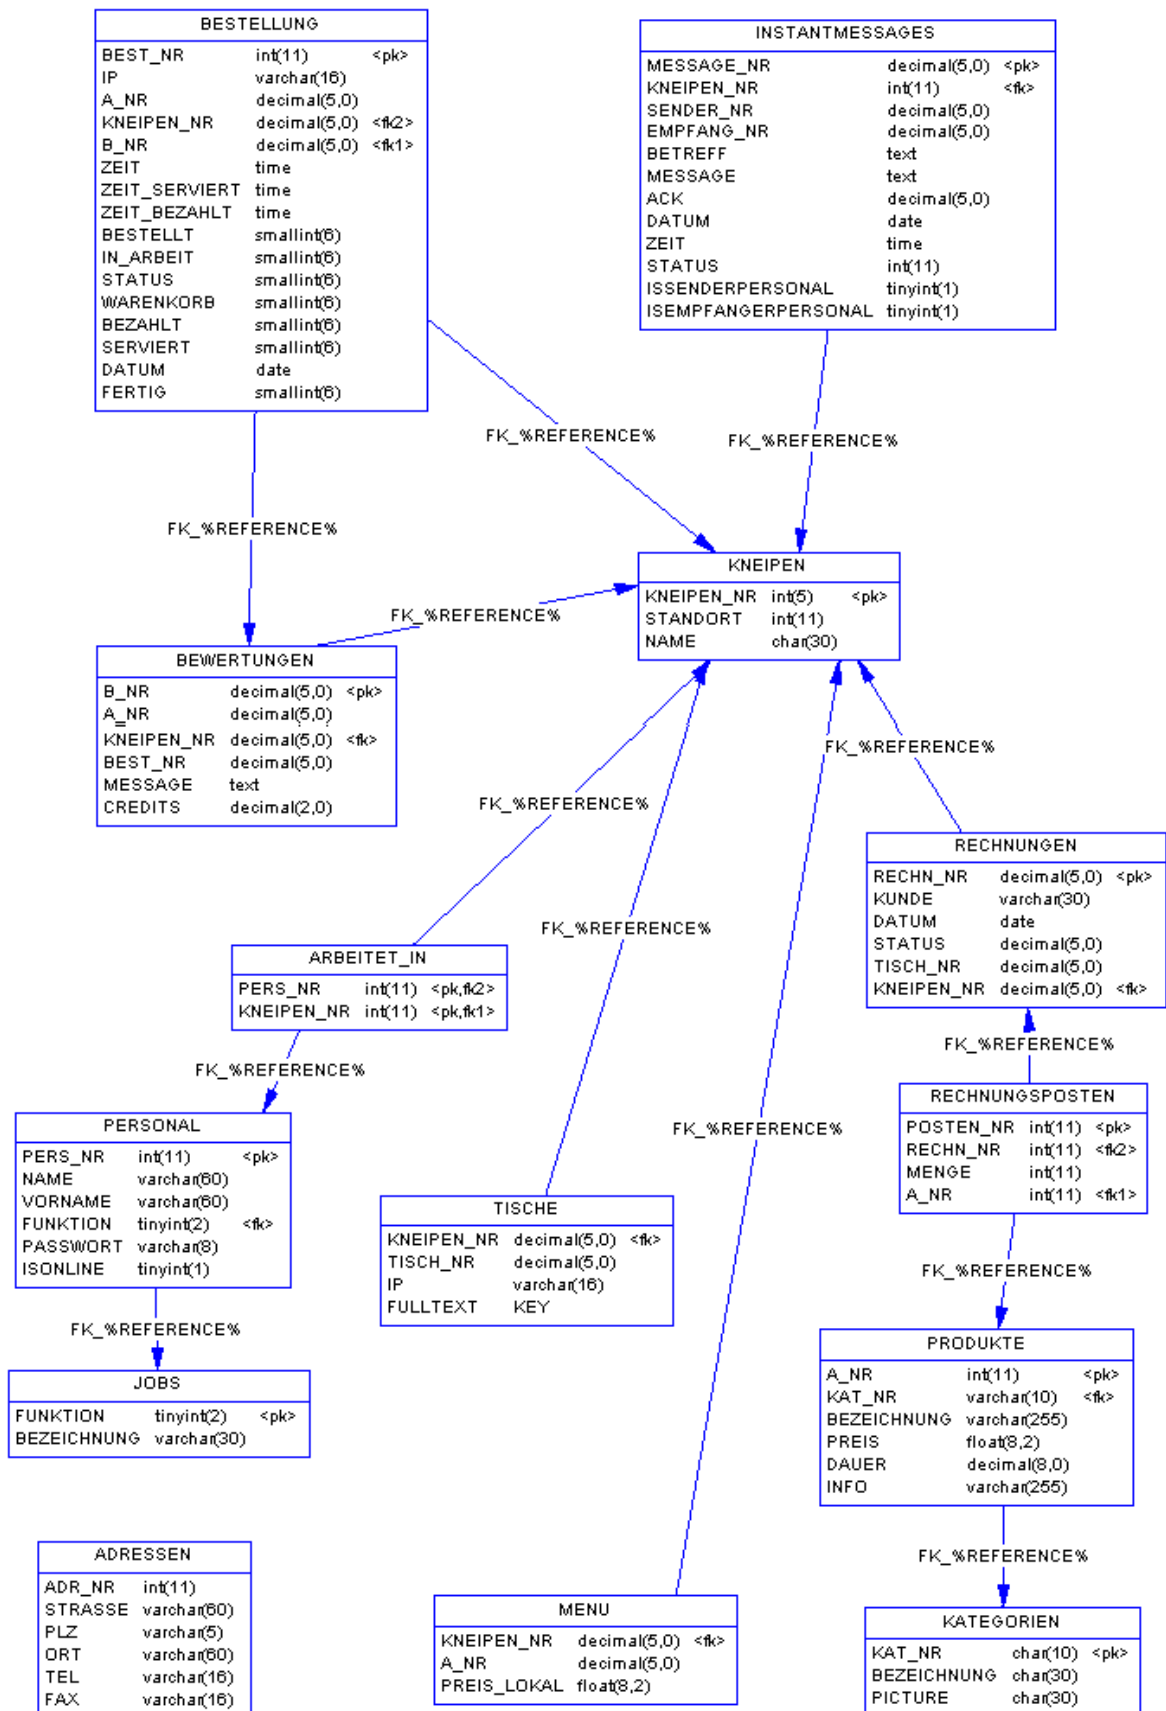 BESTELLUNG
BEST_NR int(11) <pk>
IP varchar(16)
A_NR decimal(5,0)
KNEIPEN_NR decimal(5,0) <fk2>
B_NR decimal(5,0) <fk1>
ZEIT time
ZEIT_SERVIERT time
ZEIT_BEZAHLT time
BESTELLT smallint(6)
IN_ARBEIT smallint(6)
STATUS smallint(6)
WARENKORB smallint(6)
BEZAHLT smallint(6)
SERVIERT smallint(6)
DATUM date
FERTIG smallint(6)
INSTANTMESSAGES
MESSAGE_NR decimal(5,0) <pk>
KNEIPEN_NR int(11) <fk>
SENDER_NR decimal(5,0)
EMPFANG_NR decimal(5,0)
BETREFF text
MESSAGE text
ACK decimal(5,0)
DATUM date
ZEIT time
STATUS int(11)
ISSENDERPERSONAL tinyint(1)
ISEMPFANGERPERSONAL tinyint(1)
FK_%REFERENCE%
FK_%REFERENCE%
FK_%REFERENCE%
KNEIPEN
KNEIPEN_NR int(5) <pk>
STANDORT int(11)
NAME char(30)
FK_%REFERENCE%
BEWERTUNGEN
B_NR decimal(5,0) <pk>
A_NR decimal(5,0)
KNEIPEN_NR decimal(5,0) <fk>
BEST_NR decimal(5,0)
MESSAGE text
CREDITS decimal(2,0)
FK_%REFERENCE%
FK_%REFERENCE%
RECHNUNGEN
RECHN_NR decimal(5,0) <pk>
KUNDE varchar(30)
DATUM date
STATUS decimal(5,0)
TISCH_NR decimal(5,0)
KNEIPEN_NR decimal(5,0) <fk>
FK_%REFERENCE%
ARBEITET_IN
PERS_NR int(11) <pk,fk2>
KNEIPEN_NR int(11) <pk,fk1>
FK_%REFERENCE%
FK_%REFERENCE%
RECHNUNGSPOSTEN
POSTEN_NR int(11) <pk>
RECHN_NR int(11) <fk2>
MENGE int(11)
A_NR int(11) <fk1>
PERSONAL
PERS_NR int(11) <pk>
NAME varchar(60)
VORNAME varchar(60)
FUNKTION tinyint(2) <fk>
PASSWORT varchar(8)
ISONLINE tinyint(1)
FK_%REFERENCE%
TISCHE
KNEIPEN_NR decimal(5,0) <fk>
TISCH_NR decimal(5,0)
IP varchar(16)
FULLTEXT KEY
FK_%REFERENCE%
FK_%REFERENCE%
PRODUKTE
A_NR int(11) <pk>
KAT_NR varchar(10) <fk>
BEZEICHNUNG varchar(255)
PREIS float(8,2)
DAUER decimal(8,0)
INFO varchar(255)
JOBS
FUNKTION tinyint(2) <pk>
BEZEICHNUNG varchar(30)
FK_%REFERENCE%
ADRESSEN
ADR_NR int(11)
STRASSE varchar(60)
PLZ varchar(5)
ORT varchar(60)
TEL varchar(16)
FAX varchar(16)
MENU
KNEIPEN_NR decimal(5,0) <fk>
A_NR decimal(5,0)
PREIS_LOKAL float(8,2)
KATEGORIEN
KAT_NR char(10) <pk>
BEZEICHNUNG char(30)
PICTURE char(30)